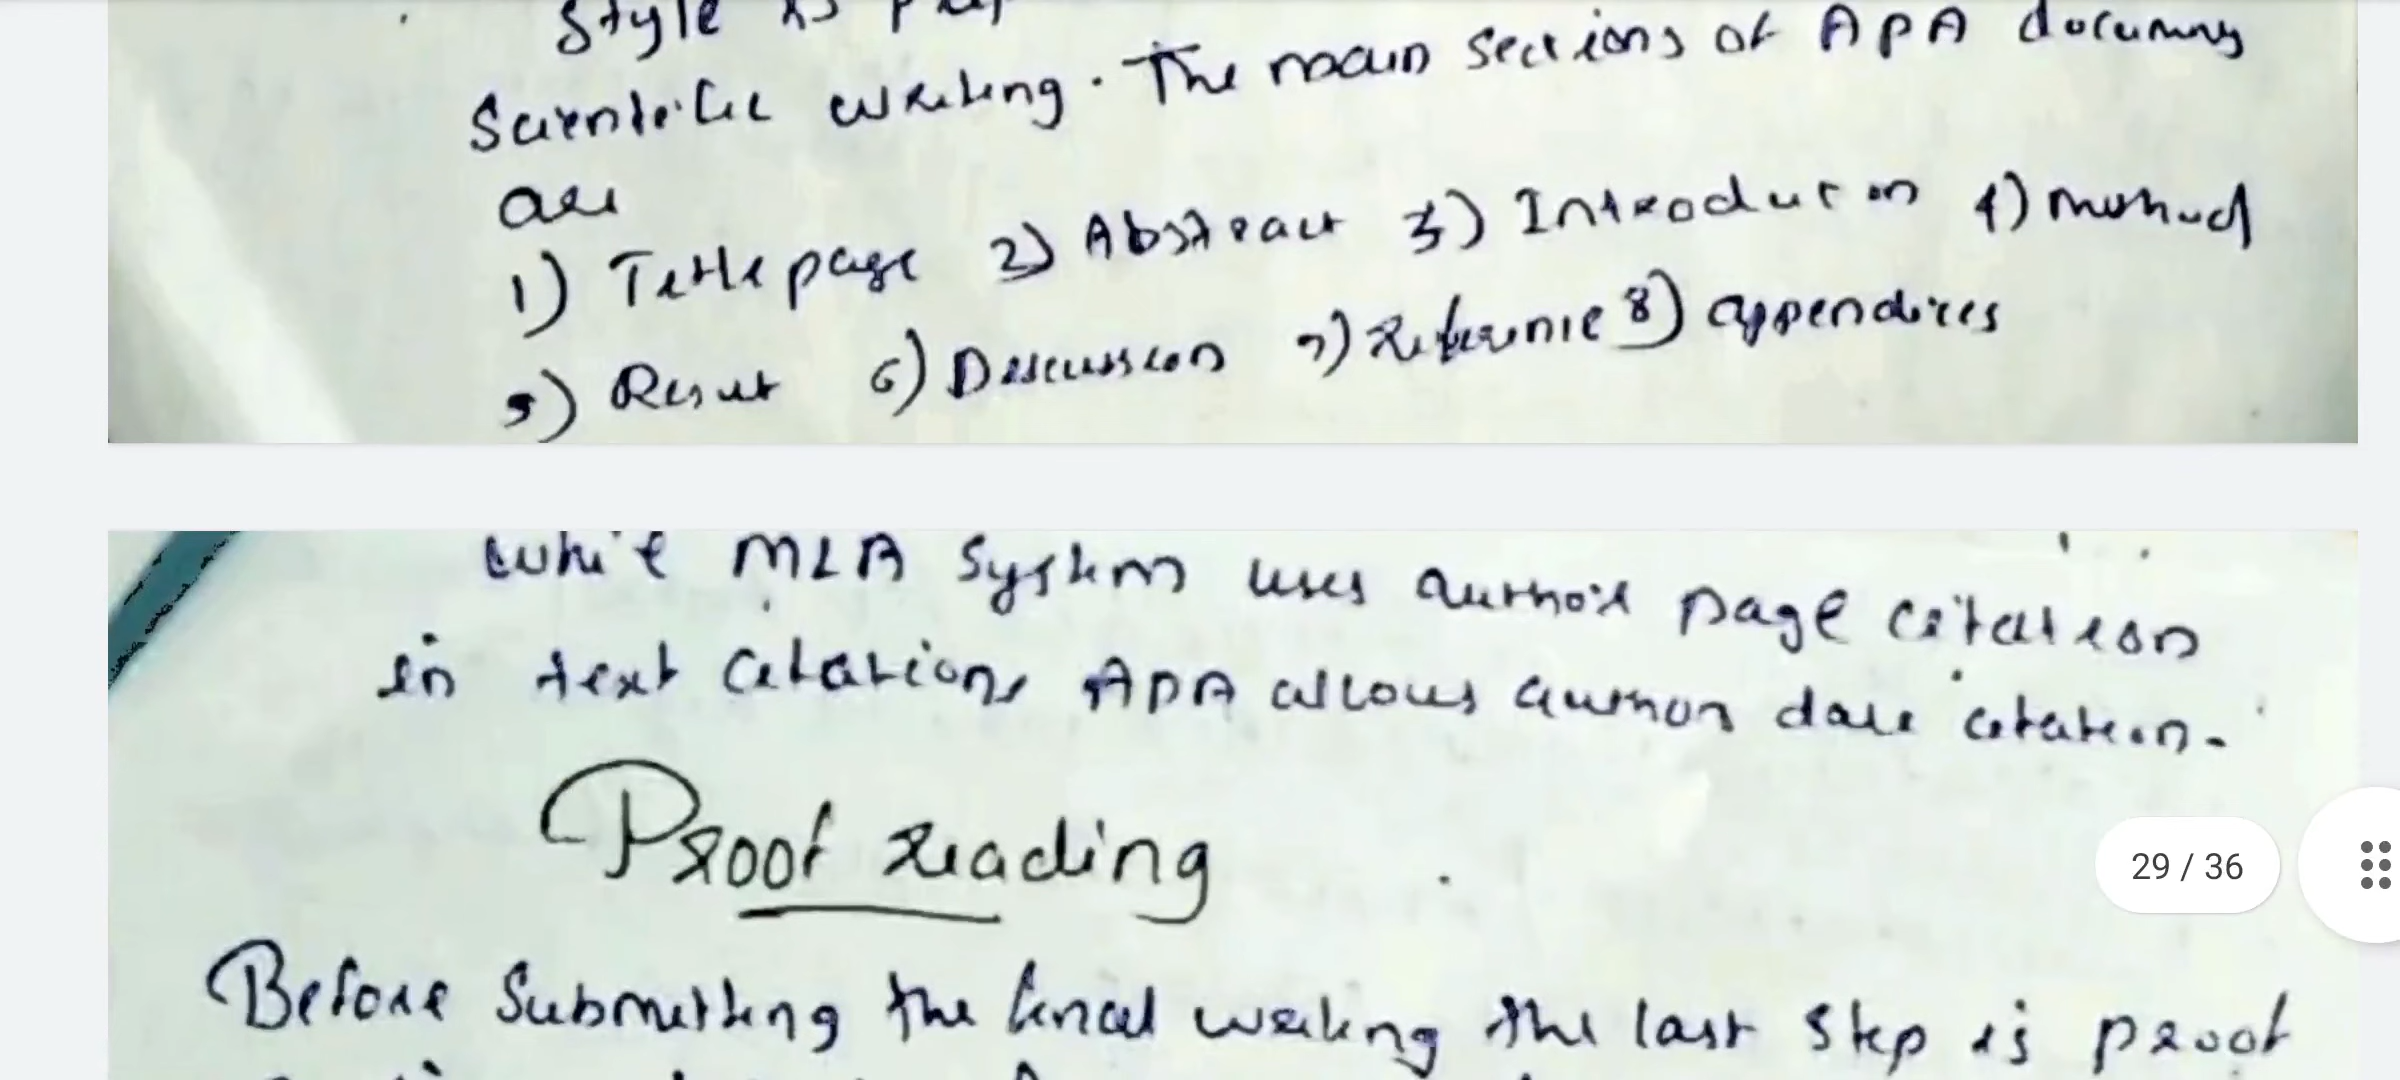 Style is
Scientific writing. The main sections of APA
are
1) Title page 2) Abstract 3) Introduction 4) Method
5) Result 6) Discussion 7) Reference 8) appendices
while MLA System uses author page citation
in text citations APA allows author date citation.
Proof reading
29 / 36
Before Submitting the final writing the last step is proof